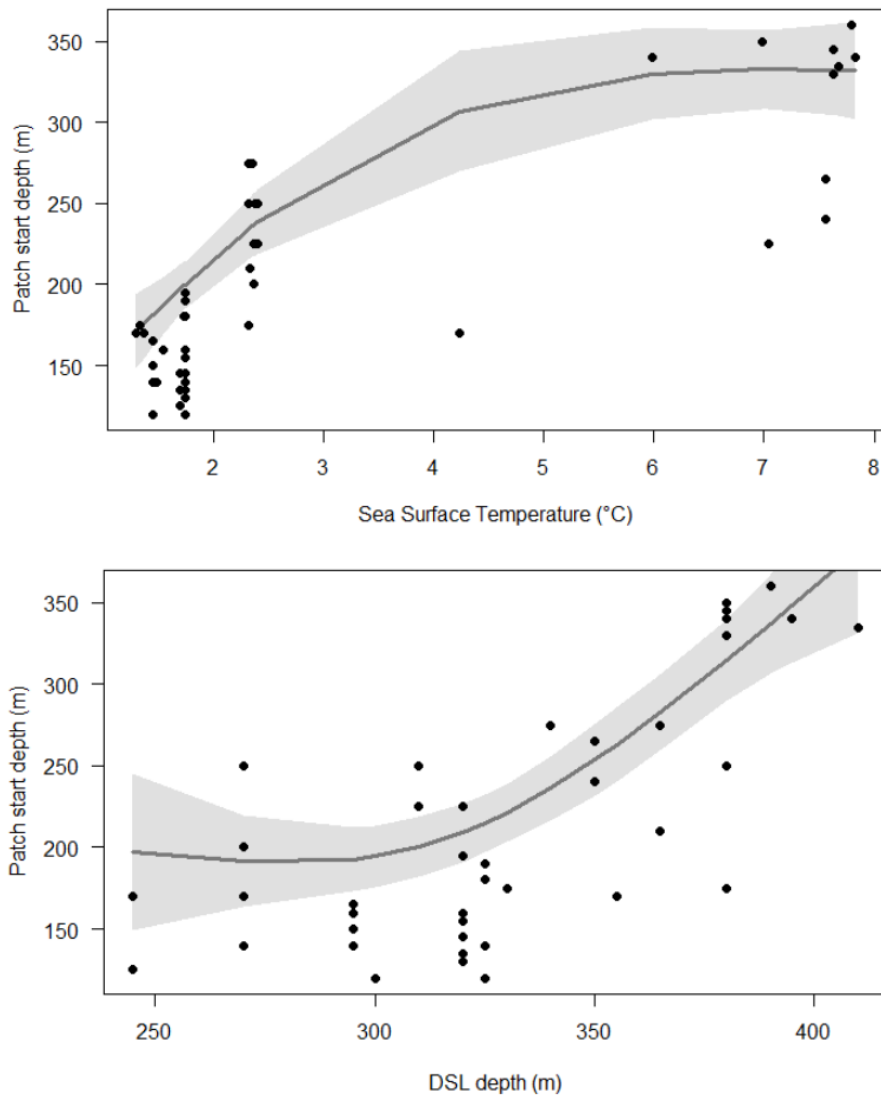 350
300
250
200
150
Patch start depth (m)
2 3 4 5 6 7 8
Sea Surface Temperature (°C)
350
300
250
200
150
Patch start depth (m)
250 300 350 400
DSL depth (m)